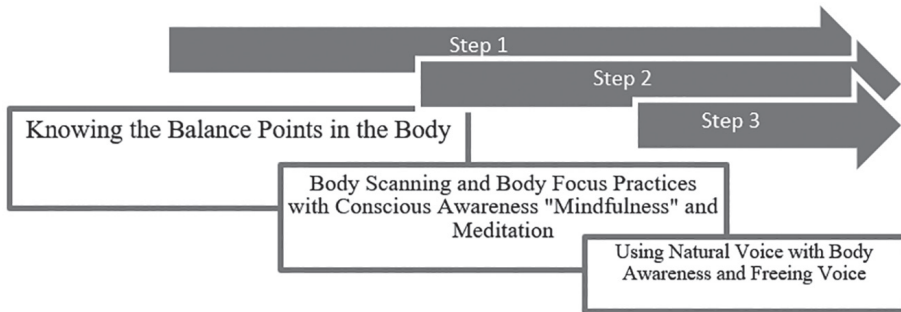 Step 1
Step 2
Step 3
Knowing the Balance Points in the Body
Body Scanning and Body Focus Practices
with Conscious Awareness "Mindfulness" and
Meditation
Using Natural Voice with Body
Awareness and Freeing Voice